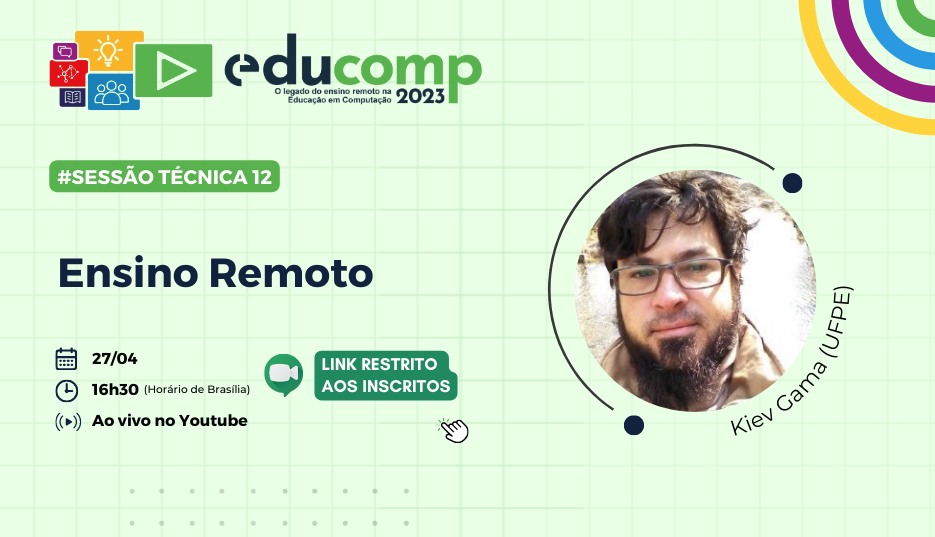 educomp
O legado do ensino remoto na
Educação em Computação 2023
#SESSÃO TÉCNICA 12
Ensino Remoto
27/04
16h30 (Horário de Brasília)
Ao vivo no Youtube
LINK RESTRITO
AOS INSCRITOS
Kiev Gama (UFPE)